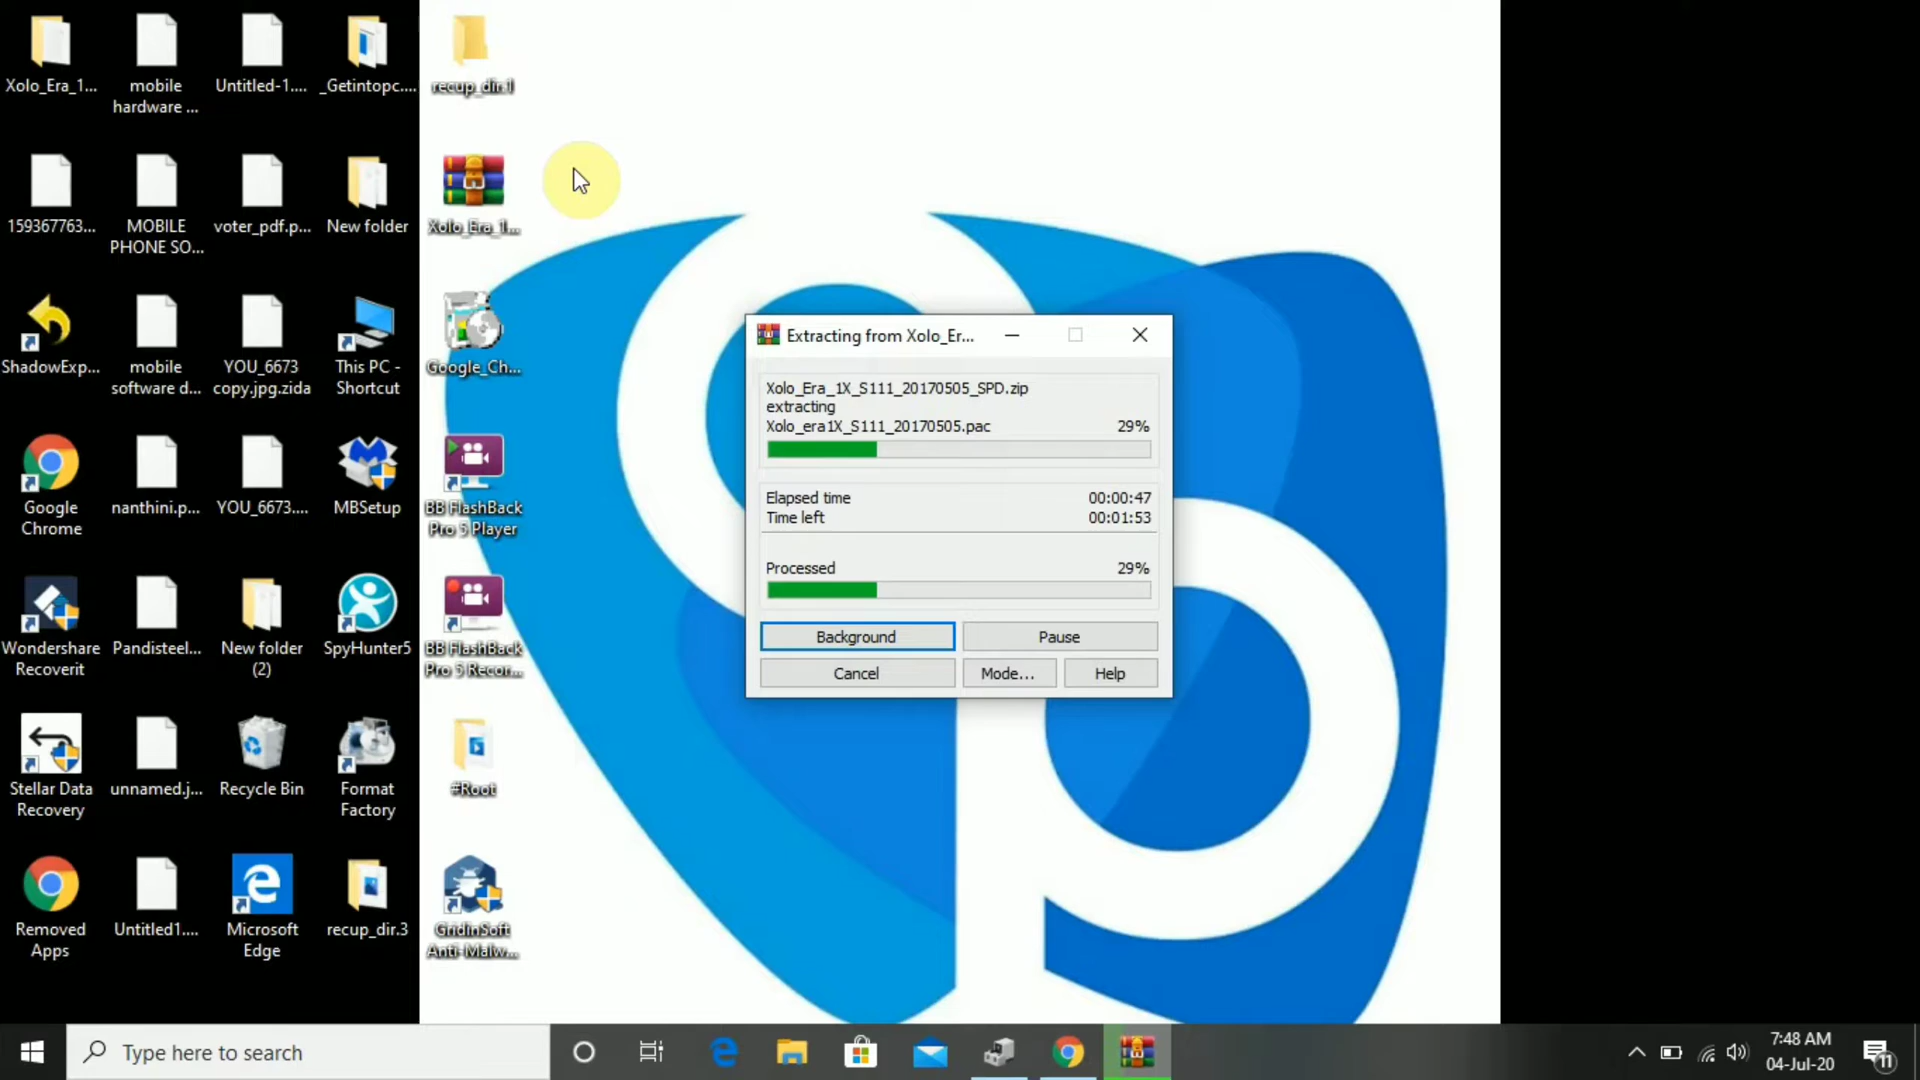 Xolo_Era_1...
mobile
hardware ...
Untitled-1....
_Getintopc....
recup_dir.1
159367763...
MOBILE
PHONE SO...
voter_pdf.p...
New folder
Xolo_Era_1...
ShadowExp...
mobile
software d...
YOU_6673
copy.jpg.zida
This PC -
Shortcut
Google_Ch...
Google
Chrome
nanthini.p...
YOU_6673....
MBSetup
BB FlashBack
Pro 5 Player
Wondershare
Recoverit
Pandisteel...
New folder
(2)
SpyHunter5
BB FlashBack
Pro 5 Recor...
Stellar Data
Recovery
unnamed.j...
Recycle Bin
Format
Factory
#Root
Removed
Apps
Untitled1....
Microsoft
Edge
recup_dir.3
GridinSoft
Anti-Malw...
Extracting from Xolo_Er...
Xolo_Era_1X_S111_20170505_SPD.zip
extracting
Xolo_era1X_S111_20170505.pac 29%
Elapsed time 00:00:47
Time left 00:01:53
Processed 29%
Background Pause
Cancel Mode... Help
Type here to search
7:48 AM
04-Jul-20
11